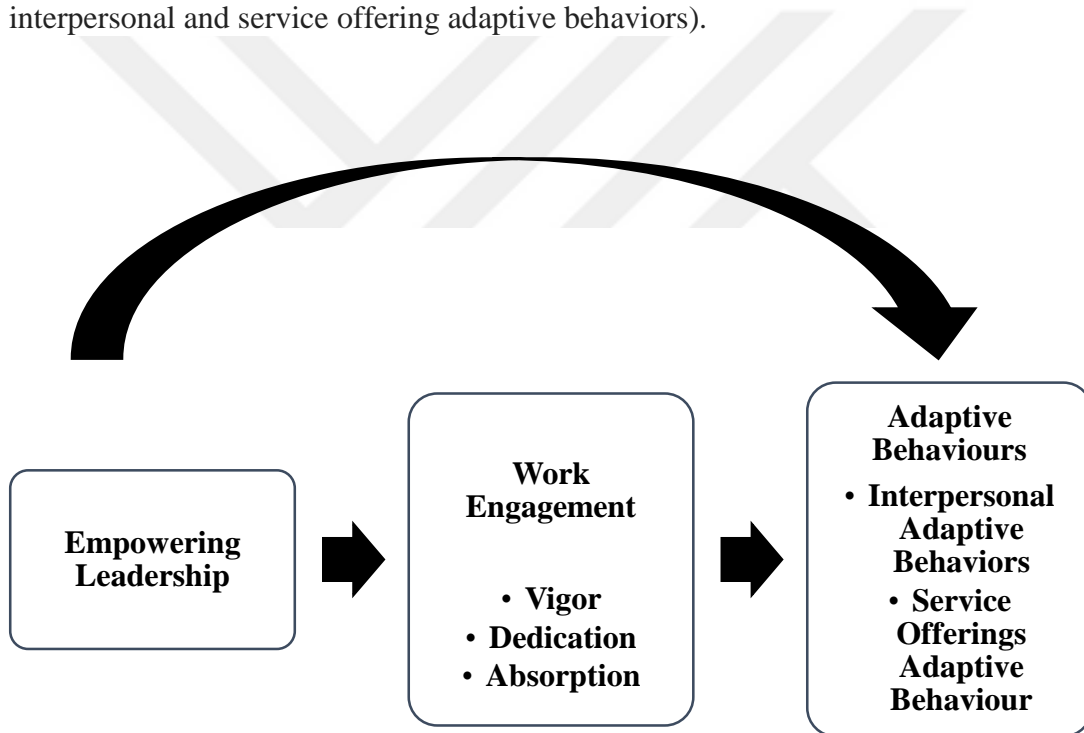 interpersonal and service offering adaptive behaviors).
Empowering
Leadership
Work
Engagement
• Vigor
• Dedication
• Absorption
Adaptive
Behaviours
• Interpersonal
Adaptive
Behaviors
• Service
Offerings
Adaptive
Behaviour